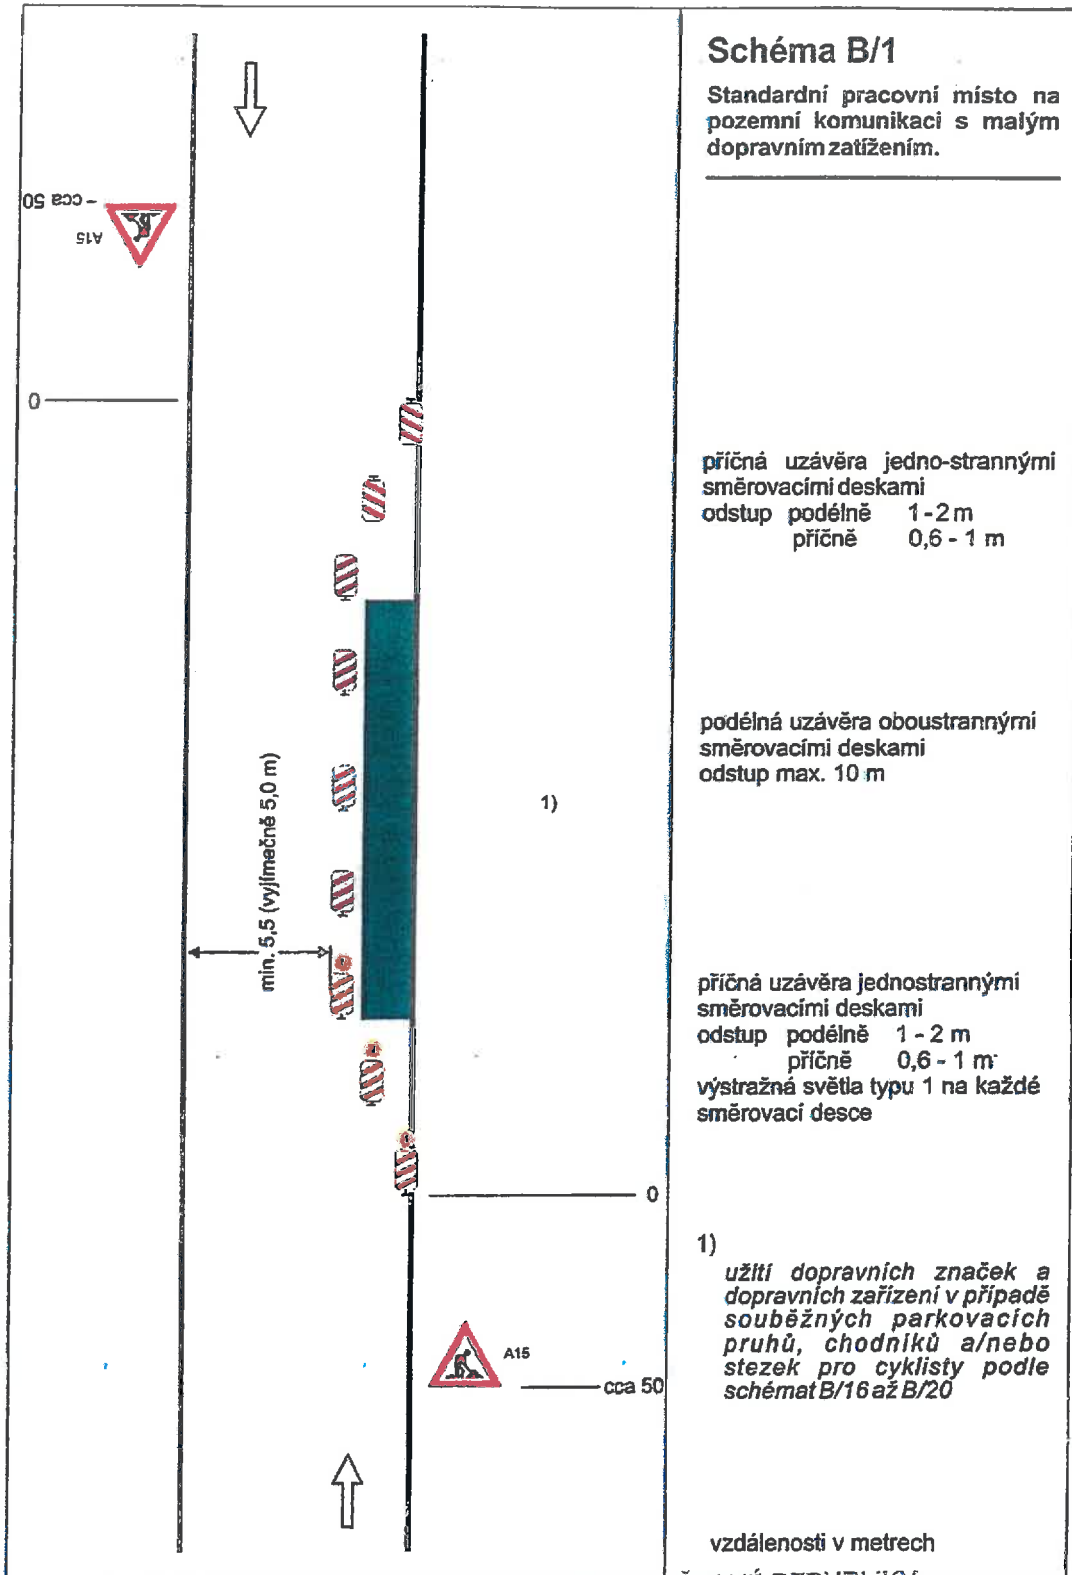 Schéma B/1
Standardní pracovní místo na
pozemní komunikaci s malým
dopravním zatížením.
cca 50
A15
0
příčná uzávěra jedno-strannými
směrovacími deskami
odstup podélně 1-2 m
příčně 0,6 - 1 m
podélná uzávěra oboustrannými
směrovacími deskami
odstup max. 10 m
min. 5,5 (vyjímečně 5,0 m)
1)
příčná uzávěra jednostrannými
směrovacími deskami
odstup podélně 1 - 2 m
příčně 0,6 - 1 m
výstražná světla typu 1 na každé
směrovací desce
0
1)
užití dopravních značek a
dopravních zařízení v případě
souběžných parkovacích
pruhů, chodníků a/nebo
stezek pro cyklisty podle
schémat B/16 až B/20
A15
cca 50
vzdálenosti v metrech